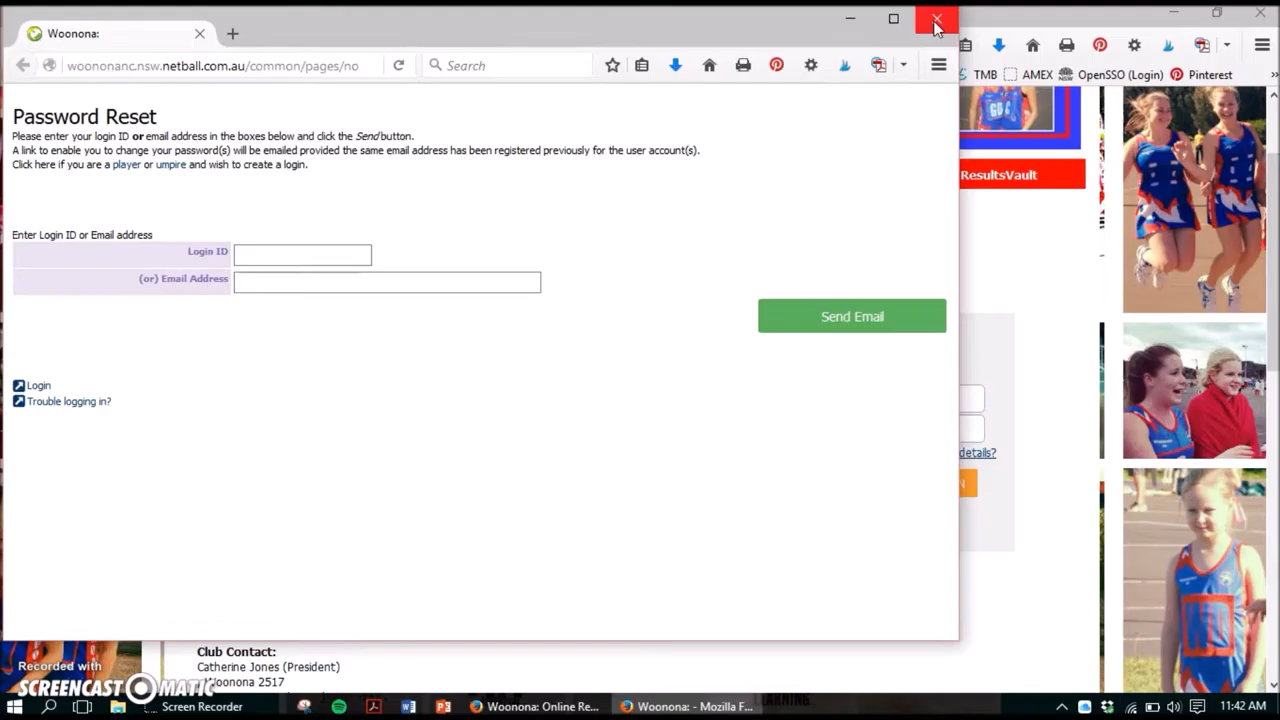 Woonona:
woononanc.nsw.netball.com.au/common/pages/no
Search
TMB
AMEX
OpenSSO (Login)
Pinterest
Password Reset
Please enter your login ID or email address in the boxes below and click the Send button.
A link to enable you to change your password(s) will be emailed provided the same email address has been registered previously for the user account(s).
Click here if you are a player or umpire and wish to create a login.
GDC
ResultsVault
Enter Login ID or Email address
Login ID
(or) Email Address
Send Email
Login
Trouble logging in?
details?
N
WD
Club Contact:
Catherine Jones (President)
Woonona 2517
Recorded with
SCREENCAST-O-MATIC
Screen Recorder
Woonona: Online Re...
Woonona: - Mozilla F...
11:42 AM